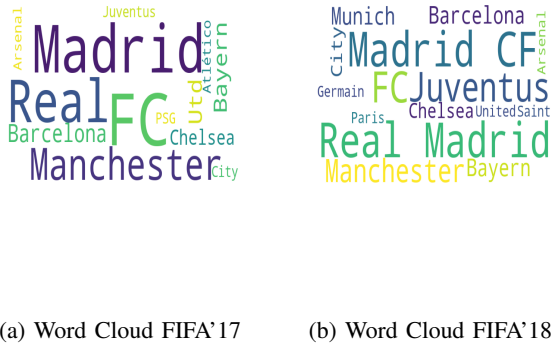 Juventus
Arsenal
Madrid
Atlético
Bayern
Real
FC
PSG
Utd
Barcelona
Chelsea
Manchester
City
Munich
Barcelona
Arsenal
City
Madrid CF
Germain
FC
Juventus
Paris
Chelsea
United
Saint
Real Madrid
Manchester
Bayern
(a) Word Cloud FIFA'17
(b) Word Cloud FIFA'18